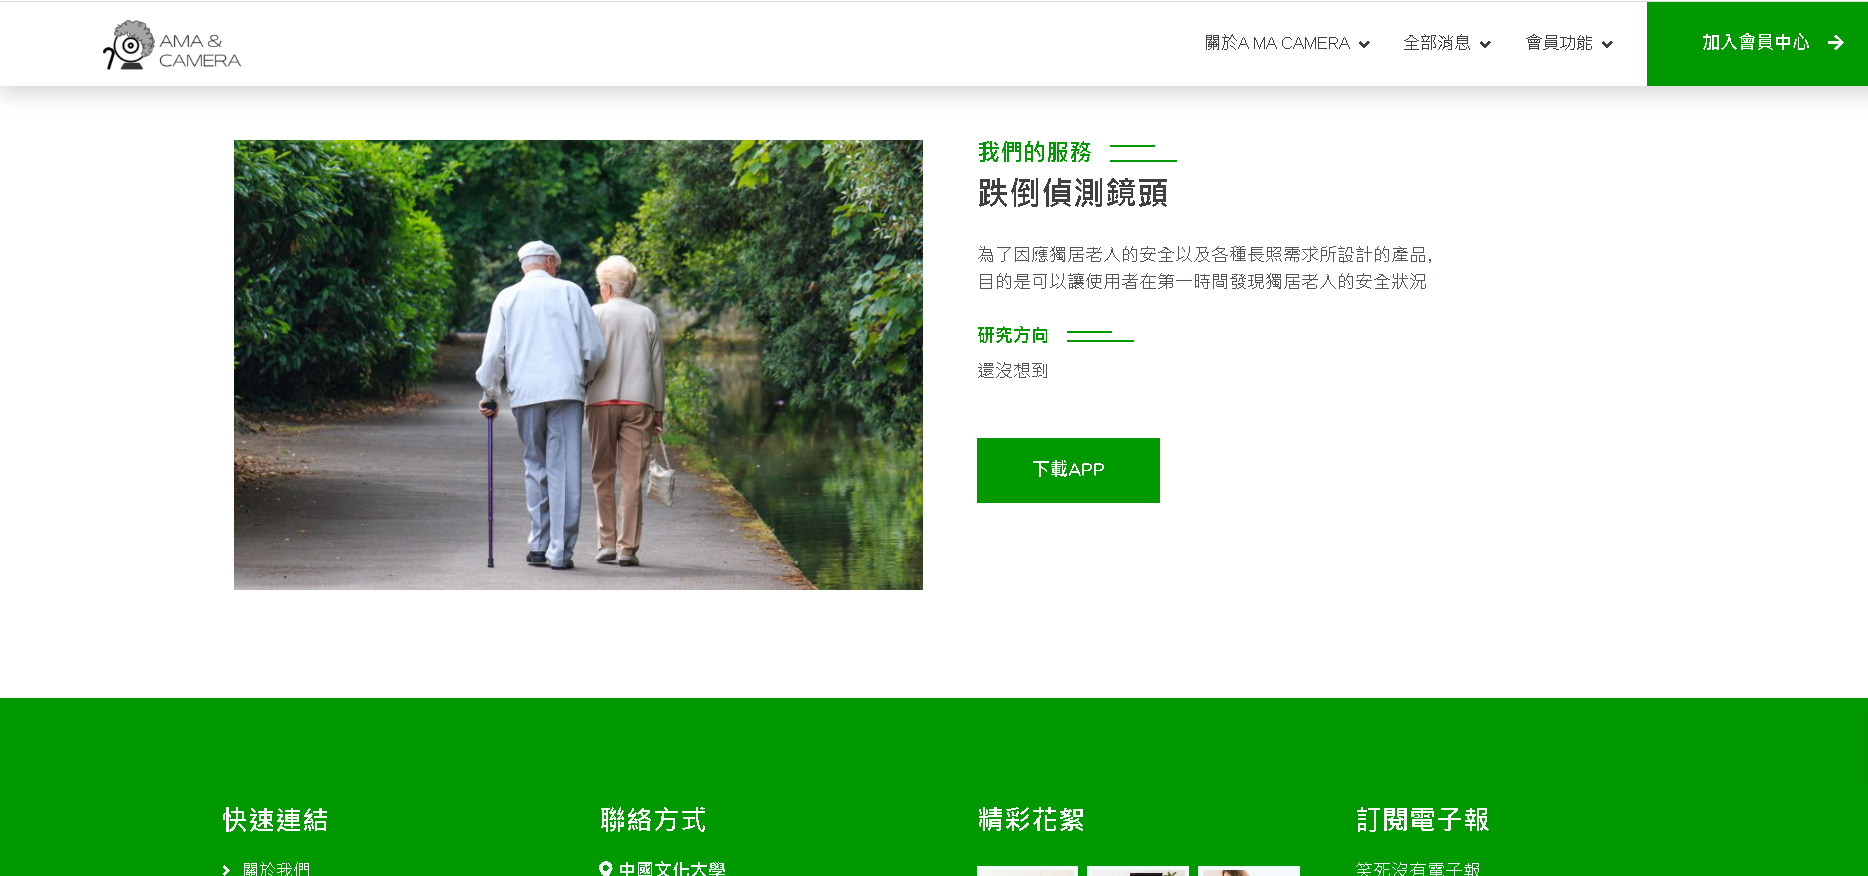 AMA &
CAMERA
關於A MA CAMERA
全部消息
會員功能
加入會員中心
我們的服務
跌倒偵測鏡頭
為了因應獨居老人的安全以及各種長照需求所設計的產品,
目的是可以讓使用者在第一時間發現獨居老人的安全狀況
研究方向
還沒想到
下載APP
快速連結
聯絡方式
精彩花絮
訂閱電子報
關於我們
中國文化大學
笑死沒有電子報